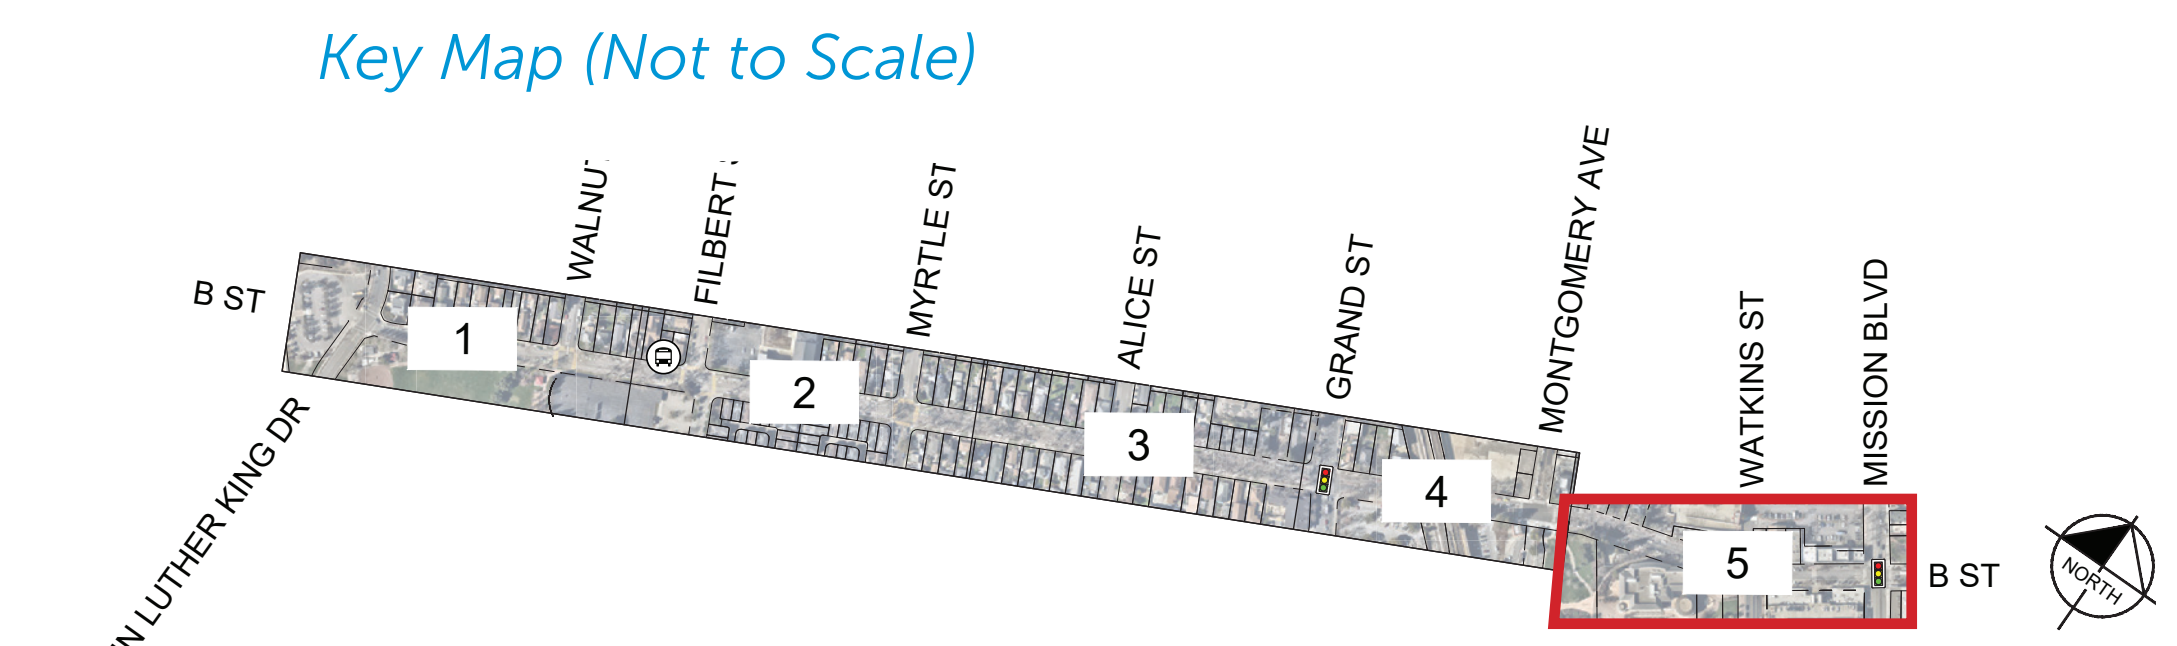 Key Map (Not to Scale)
B ST
WALNUT
FILBERT
MYRTLE ST
ALICE ST
GRAND ST
MONTGOMERY AVE
WATKINS ST
MISSION BLVD
1
2
3
4
5
B ST
LUTHER KING DR
NORTH